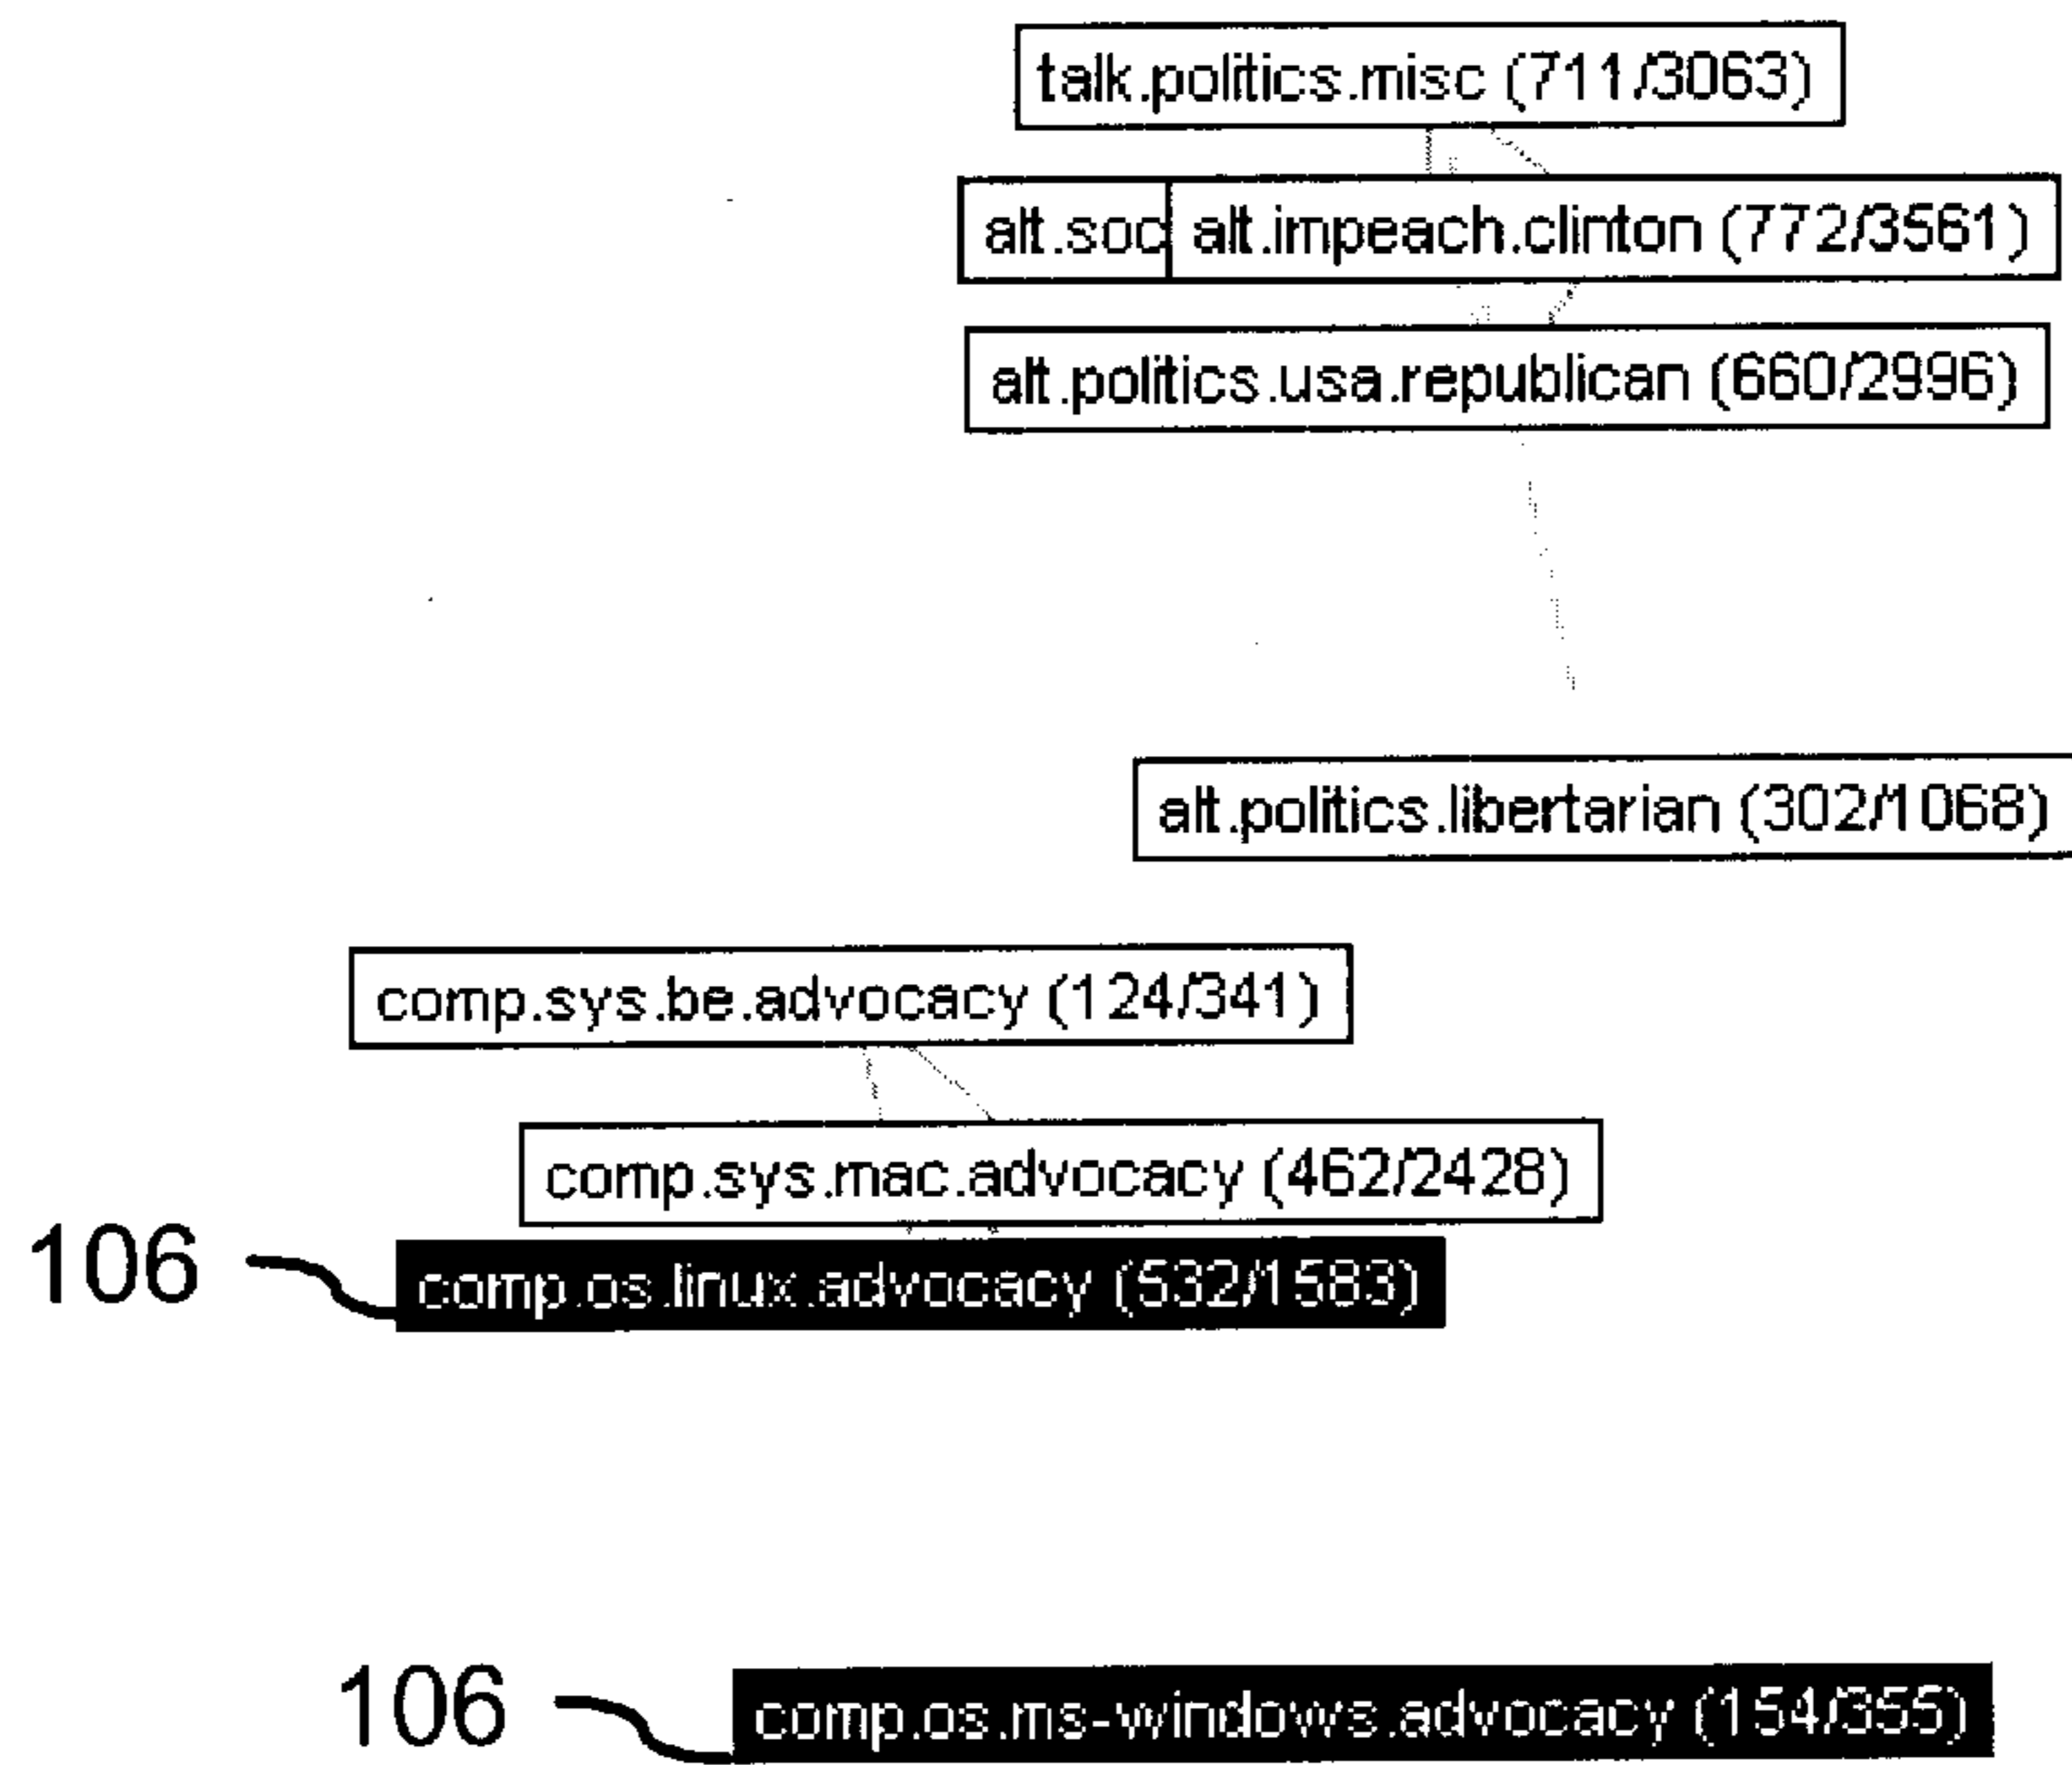 talk.politics.misc (711/3063)
alt.soc alt.impeach.clinton (772/3561)
alt.politics.usa.republican (660/2996)
alt.politics.libertarian (302/1068)
comp.sys.be.advocacy (124/341)
comp.sys.mac.advocacy (462/2428)
106 comp.os.linux.advocacy (532/1583)
106 comp.os.ms-windows.advocacy (154/355)